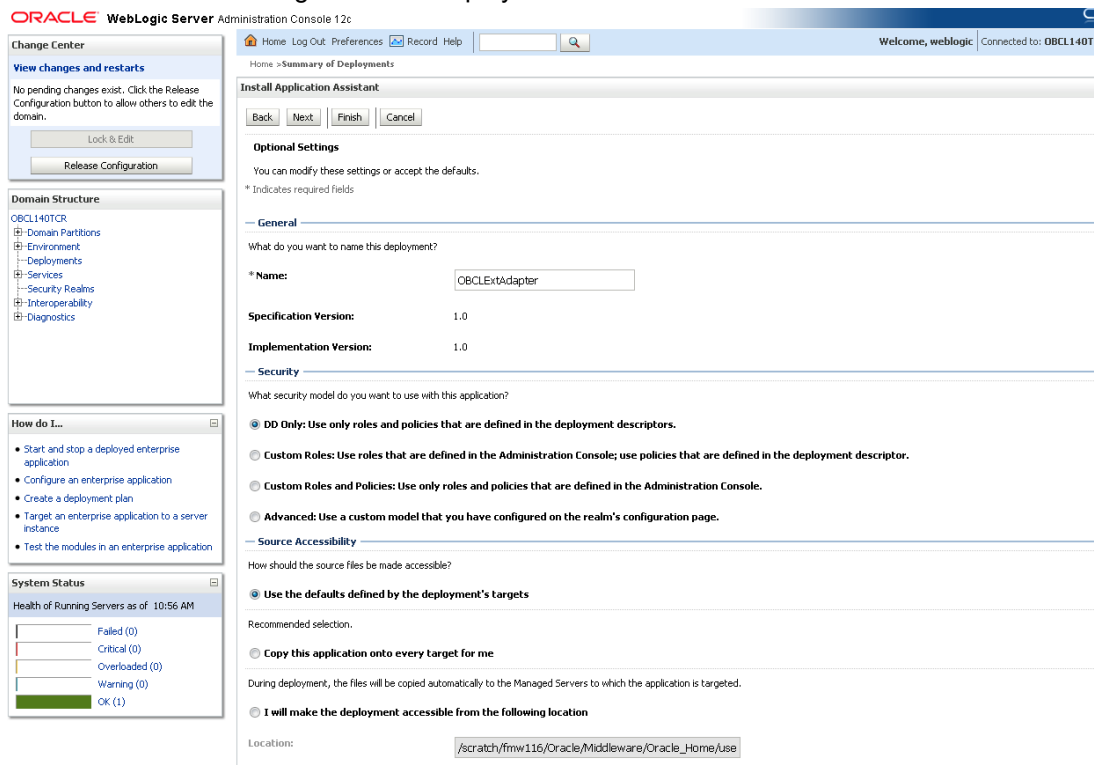 ORACLE WebLogic Server Administration Console 12c
Change Center
View changes and restarts
No pending changes exist. Click the Release
Configuration button to allow others to edit the
domain.
Lock & Edit
Release Configuration
Domain Structure
OBCL140TCR
Domain Partitions
Environment
Deployments
Services
Security Realms
Interoperability
Diagnostics
How do I...
Start and stop a deployed enterprise
application
Configure an enterprise application
Create a deployment plan
Target an enterprise application to a server
instance
Test the modules in an enterprise application
System Status
Health of Running Servers as of 10:56 AM
Failed (0)
Critical (0)
Overloaded (0)
Warning (0)
OK (1)
Home Log Out Preferences Record Help
Welcome, weblogic Connected to: OBCL140T
Home >Summary of Deployments
Install Application Assistant
Back Next Finish Cancel
Optional Settings
You can modify these settings or accept the defaults.
* Indicates required fields
General
What do you want to name this deployment?
* Name: OBCLExtAdapter
Specification Version: 1.0
Implementation Version: 1.0
Security
What security model do you want to use with this application?
DD Only: Use only roles and policies that are defined in the deployment descriptors.
Custom Roles: Use roles that are defined in the Administration Console; use policies that are defined in the deployment descriptor.
Custom Roles and Policies: Use only roles and policies that are defined in the Administration Console.
Advanced: Use a custom model that you have configured on the realm's configuration page.
Source Accessibility
How should the source files be made accessible?
Use the defaults defined by the deployment's targets
Recommended selection.
Copy this application onto every target for me
During deployment, the files will be copied automatically to the Managed Servers to which the application is targeted.
I will make the deployment accessible from the following location
Location: /scratch/fmw116/Oracle/Middleware/Oracle_Home/use